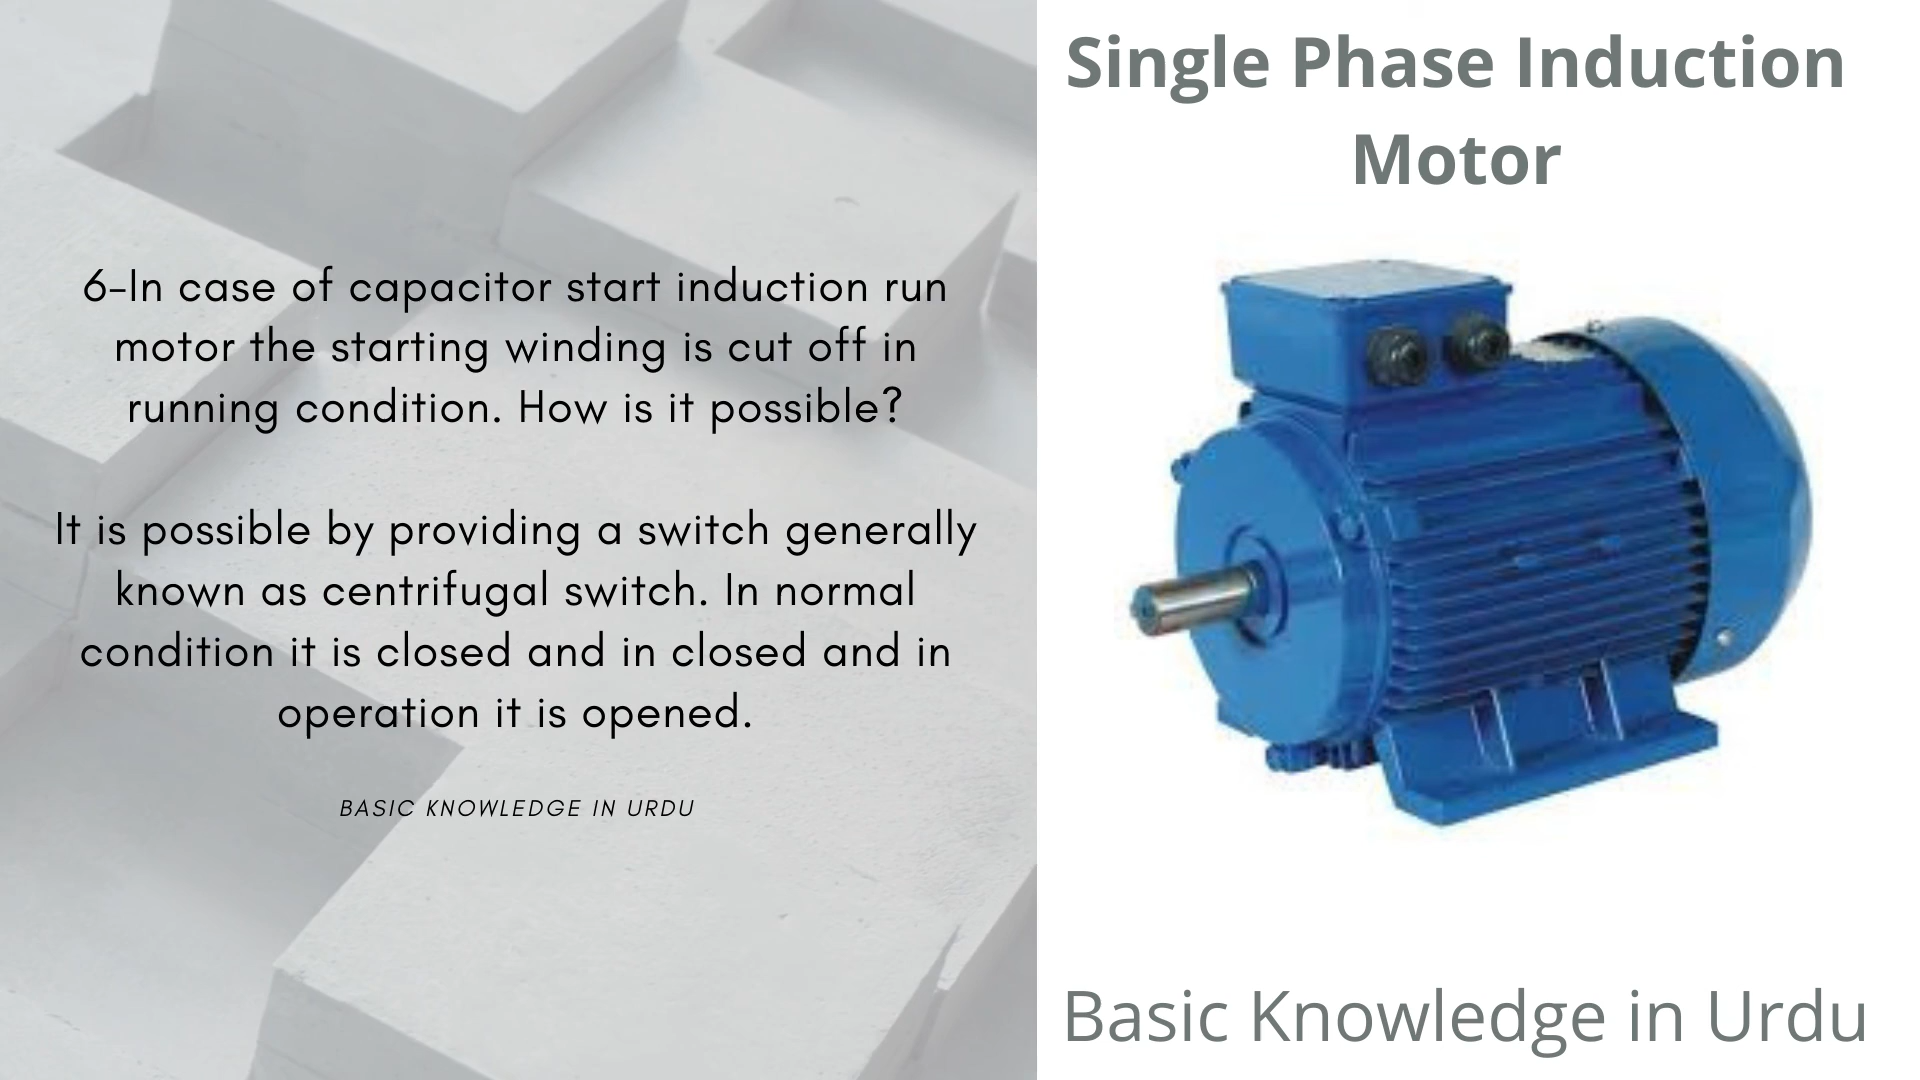 6-In case of capacitor start induction run
motor the starting winding is cut off in
running condition. How is it possible?
It is possible by providing a switch generally
known as centrifugal switch. In normal
condition it is closed and in closed and in
operation it is opened.
BASIC KNOWLEDGE IN URDU
Single Phase Induction
Motor
Basic Knowledge in Urdu